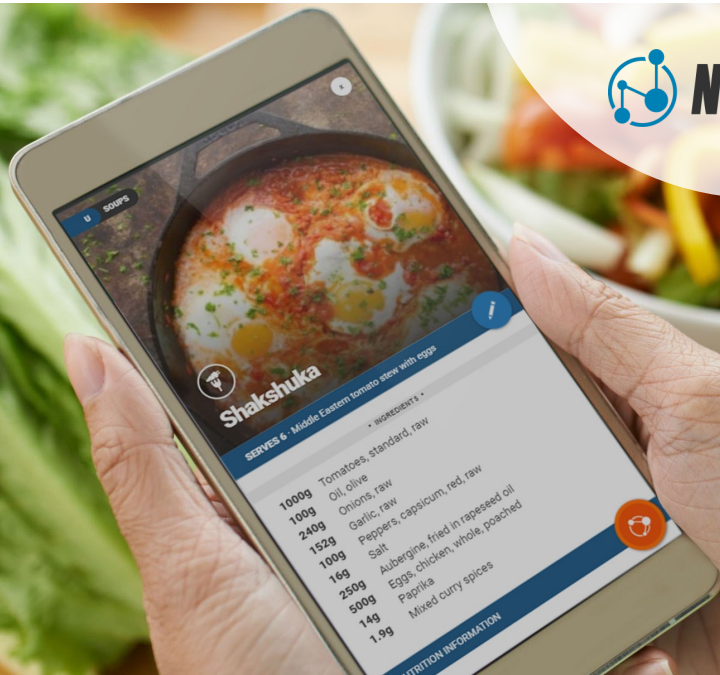 N
x
U SOUPS
Shakshuka
SERVES 6 · Middle Eastern tomato stew with eggs
• INGREDIENTS •
1000g Tomatoes, standard, raw
100g Oil, olive
240g Onions, raw
152g Garlic, raw
100g Peppers, capsicum, red, raw
16g Salt
250g Aubergine, fried in rapeseed oil
500g Eggs, chicken, whole, poached
14g Paprika
1.9g Mixed curry spices
UTRITION INFORMATION